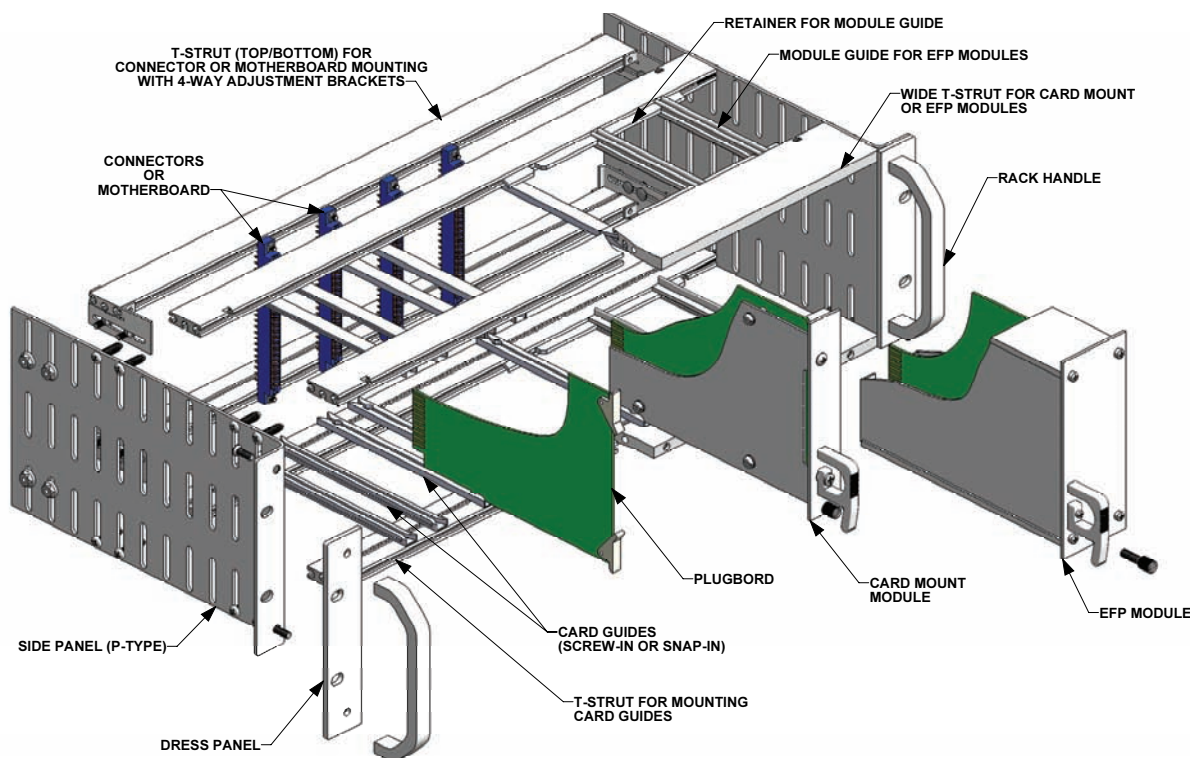 RETAINER FOR MODULE GUIDE
T-STRUT (TOP/BOTTOM) FOR
CONNECTOR OR MOTHERBOARD MOUNTING
WITH 4-WAY ADJUSTMENT BRACKETS
MODULE GUIDE FOR EFP MODULES
WIDE T-STRUT FOR CARD MOUNT
OR EFP MODULES
CONNECTORS
OR
MOTHERBOARD
RACK HANDLE
PLUGBORD
CARD MOUNT
MODULE
EFP MODULE
SIDE PANEL (P-TYPE)
CARD GUIDES
(SCREW-IN OR SNAP-IN)
T-STRUT FOR MOUNTING
CARD GUIDES
DRESS PANEL